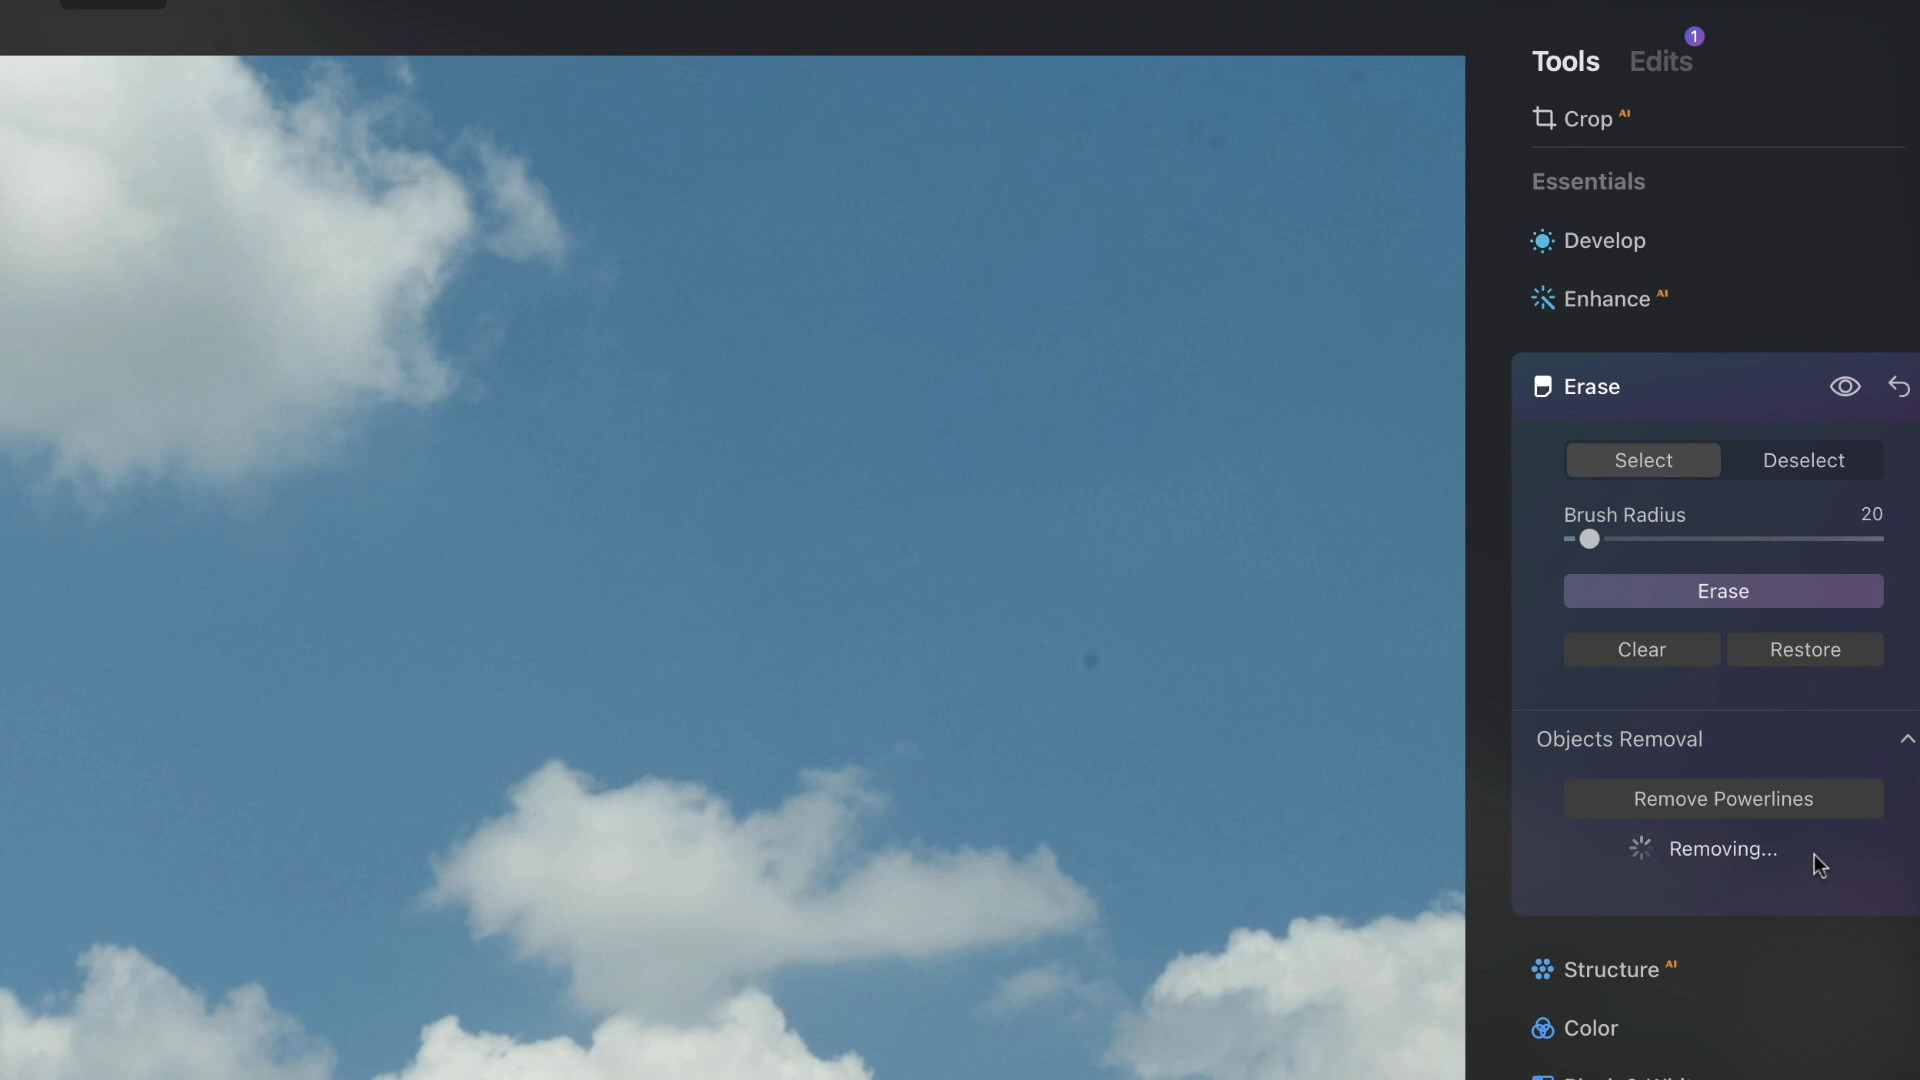 1
Tools Edits
Crop AI
Essentials
Develop
Enhance AI
Erase
Select Deselect
Brush Radius 20
Erase
Clear Restore
Objects Removal
Remove Powerlines
Removing...
Structure AI
Color